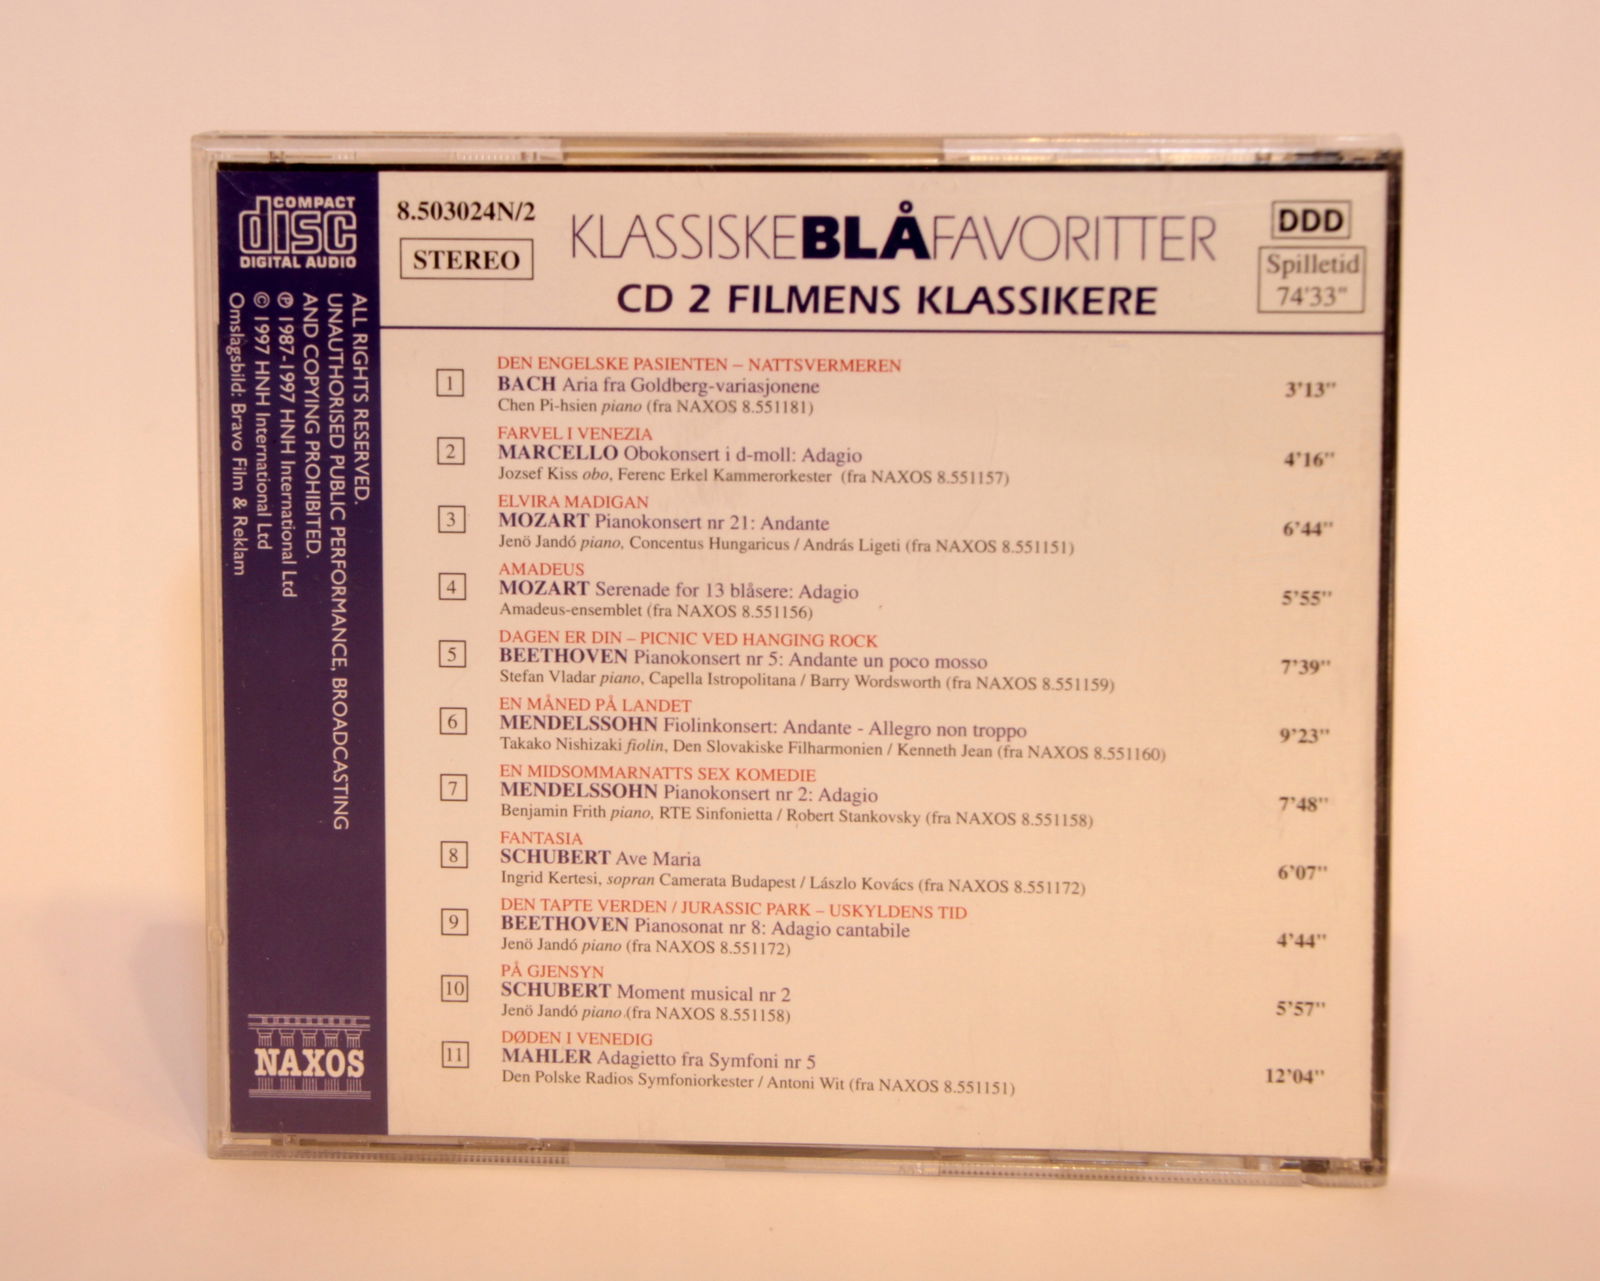 COMPACT
disc
DIGITAL AUDIO
ALL RIGHTS RESERVED.
UNAUTHORISED PUBLIC PERFORMANCE, BROADCASTING
AND COPYING PROHIBITED.
℗ 1987-1997 HNH International Ltd
© 1997 HNH International Ltd
Omslagsbild: Bravo Film & Reklam
NAXOS
8.503024N/2
STEREO
KLASSISKEBLÅFAVORITTER
CD 2 FILMENS KLASSIKERE
DDD
Spilletid
74'33"
DEN ENGELSKE PASIENTEN – NATTSVERMEREN
1 BACH Aria fra Goldberg-variasjonene 3'13"
Chen Pi-hsien piano (fra NAXOS 8.551181)
FARVEL I VENEZIA
2 MARCELLO Obokonsert i d-moll: Adagio 4'16"
Jozsef Kiss obo, Ferenc Erkel Kammerorkester (fra NAXOS 8.551157)
ELVIRA MADIGAN
3 MOZART Pianokonsert nr 21: Andante 6'44"
Jenö Jandó piano, Concentus Hungaricus / András Ligeti (fra NAXOS 8.551151)
AMADEUS
4 MOZART Serenade for 13 blåsere: Adagio 5'55"
Amadeus-ensemblet (fra NAXOS 8.551156)
DAGEN ER DIN – PICNIC VED HANGING ROCK
5 BEETHOVEN Pianokonsert nr 5: Andante un poco mosso 7'39"
Stefan Vladar piano, Capella Istropolitana / Barry Wordsworth (fra NAXOS 8.551159)
EN MÅNED PÅ LANDET
6 MENDELSSOHN Fiolinkonsert: Andante - Allegro non troppo 9'23"
Takako Nishizaki fiolin, Den Slovakiske Filharmonien / Kenneth Jean (fra NAXOS 8.551160)
EN MIDSOMMARNATTS SEX KOMEDIE
7 MENDELSSOHN Pianokonsert nr 2: Adagio 7'48"
Benjamin Frith piano, RTE Sinfonietta / Robert Stankovsky (fra NAXOS 8.551158)
FANTASIA
8 SCHUBERT Ave Maria 6'07"
Ingrid Kertesi, sopran Camerata Budapest / Lászlo Kovács (fra NAXOS 8.551172)
DEN TAPTE VERDEN / JURASSIC PARK – USKYLDENS TID
9 BEETHOVEN Pianosonat nr 8: Adagio cantabile 4'44"
Jenö Jandó piano (fra NAXOS 8.551172)
PÅ GJENSYN
10 SCHUBERT Moment musical nr 2 5'57"
Jenö Jandó piano (fra NAXOS 8.551158)
DØDEN I VENEDIG
11 MAHLER Adagietto fra Symfoni nr 5 12'04"
Den Polske Radios Symfoniorkester / Antoni Wit (fra NAXOS 8.551151)